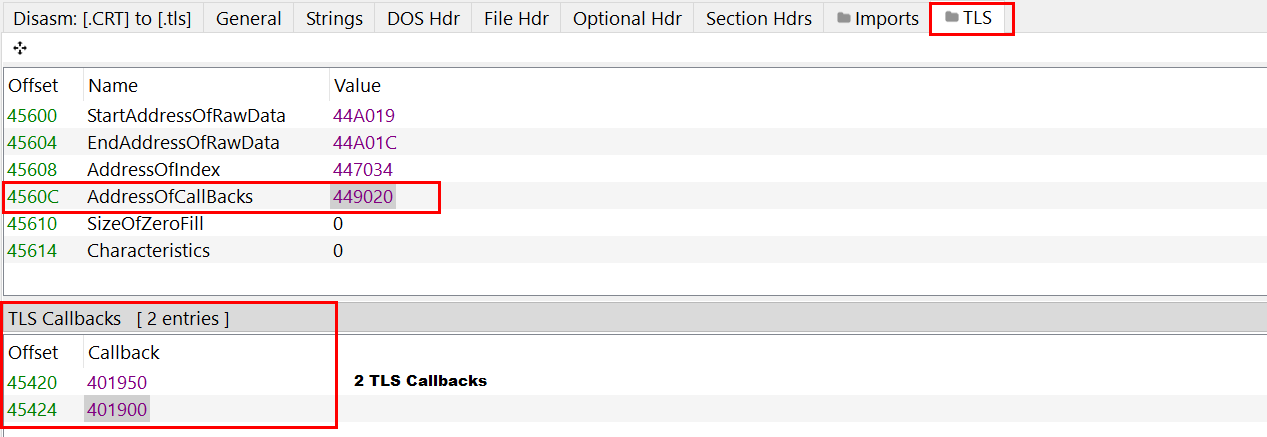 Disasm: [.CRT] to [.tls] General Strings DOS Hdr File Hdr Optional Hdr Section Hdrs Imports TLS
Offset Name Value
45600 StartAddressOfRawData 44A019
45604 EndAddressOfRawData 44A01C
45608 AddressOfIndex 447034
4560C AddressOfCallBacks 449020
45610 SizeOfZeroFill 0
45614 Characteristics 0
TLS Callbacks [ 2 entries ]
Offset Callback
45420 401950 2 TLS Callbacks
45424 401900